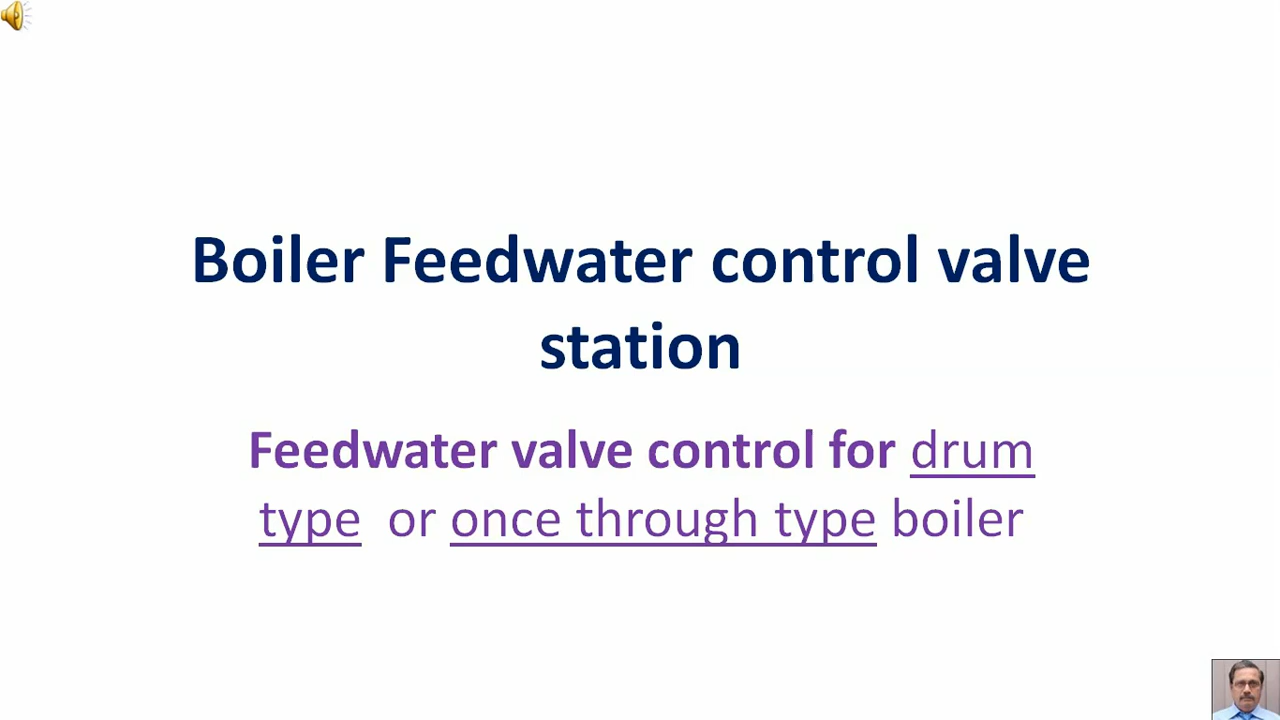 Boiler Feedwater control valve
station
Feedwater valve control for drum
type or once through type boiler